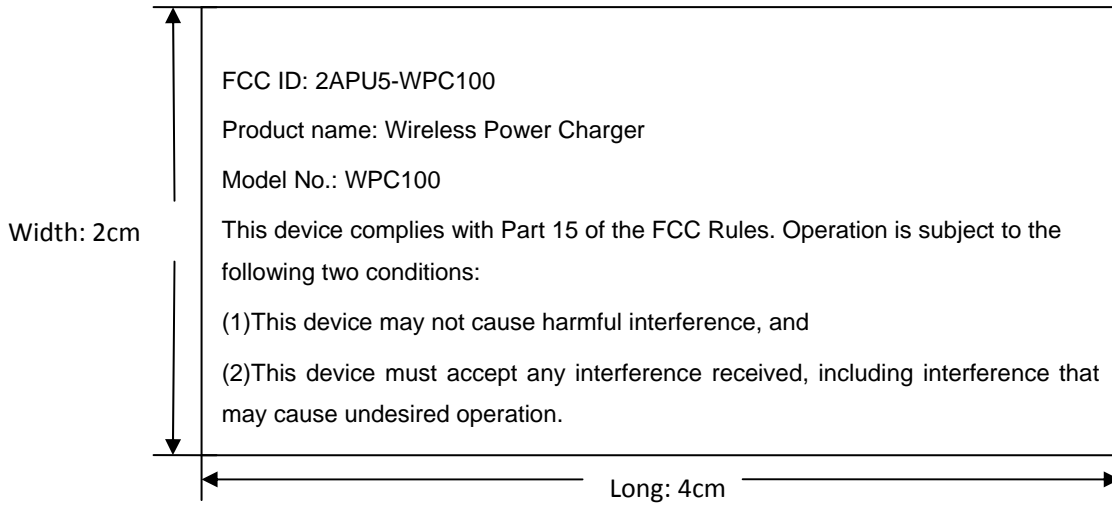 FCC ID: 2APU5-WPC100
Product name: Wireless Power Charger
Model No.: WPC100
Width: 2cm
This device complies with Part 15 of the FCC Rules. Operation is subject to the
following two conditions:
(1)This device may not cause harmful interference, and
(2)This device must accept any interference received, including interference that
may cause undesired operation.
Long: 4cm